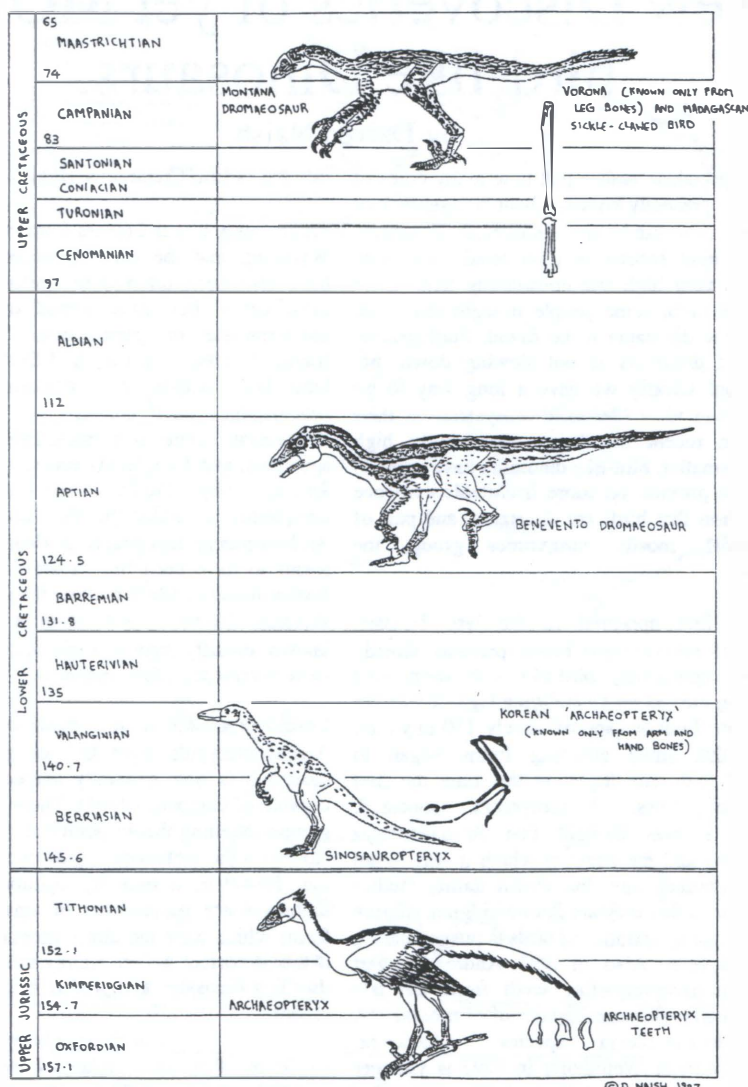 65
MAASTRICHTIAN
74
CAMPANIAN
83
SANTONIAN
CONIACIAN
TURONIAN
CENOMANIAN
97
UPPER CRETACEOUS
MONTANA
DROMAEOSAUR
VORONA (KNOWN ONLY FROM
LEG BONES) AND MADAGASCAN
SICKLE-CLAWED BIRD
ALBIAN
112
APTIAN
124.5
BARREMIAN
131.8
HAUTERIVIAN
135
VALANGINIAN
140.7
BERRIASIAN
145.6
LOWER CRETACEOUS
BENEVENTO DROMAEOSAUR
KOREAN 'ARCHAEOPTERYX'
(KNOWN ONLY FROM ARM AND
HAND BONES)
SINOSAUROPTERYX
TITHONIAN
152.1
KIMMERIDGIAN
154.7
OXFORDIAN
157.1
UPPER JURASSIC
ARCHAEOPTERYX
ARCHAEOPTERYX
TEETH
© D. NAISH 1997